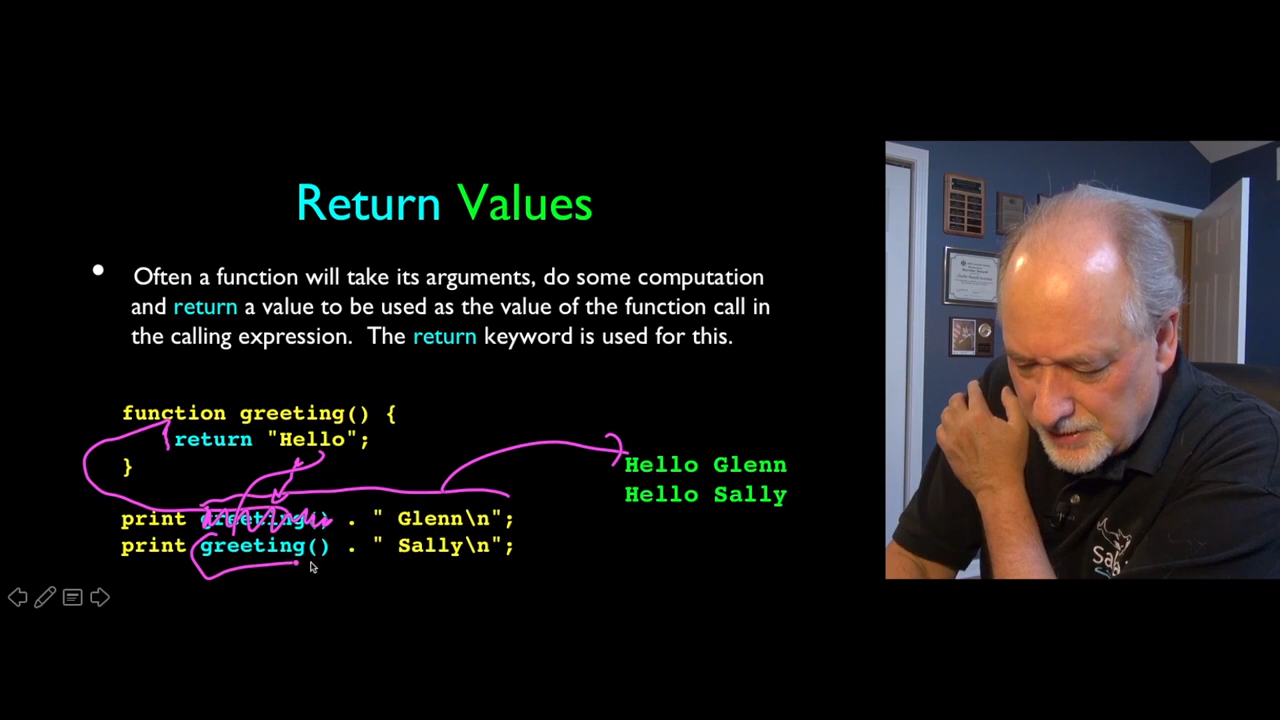 Return Values
• Often a function will take its arguments, do some computation
and return a value to be used as the value of the function call in
the calling expression. The return keyword is used for this.
function greeting() {
return "Hello";
}
print greeting() . " Glenn\n";
print greeting() . " Sally\n";
Hello Glenn
Hello Sally